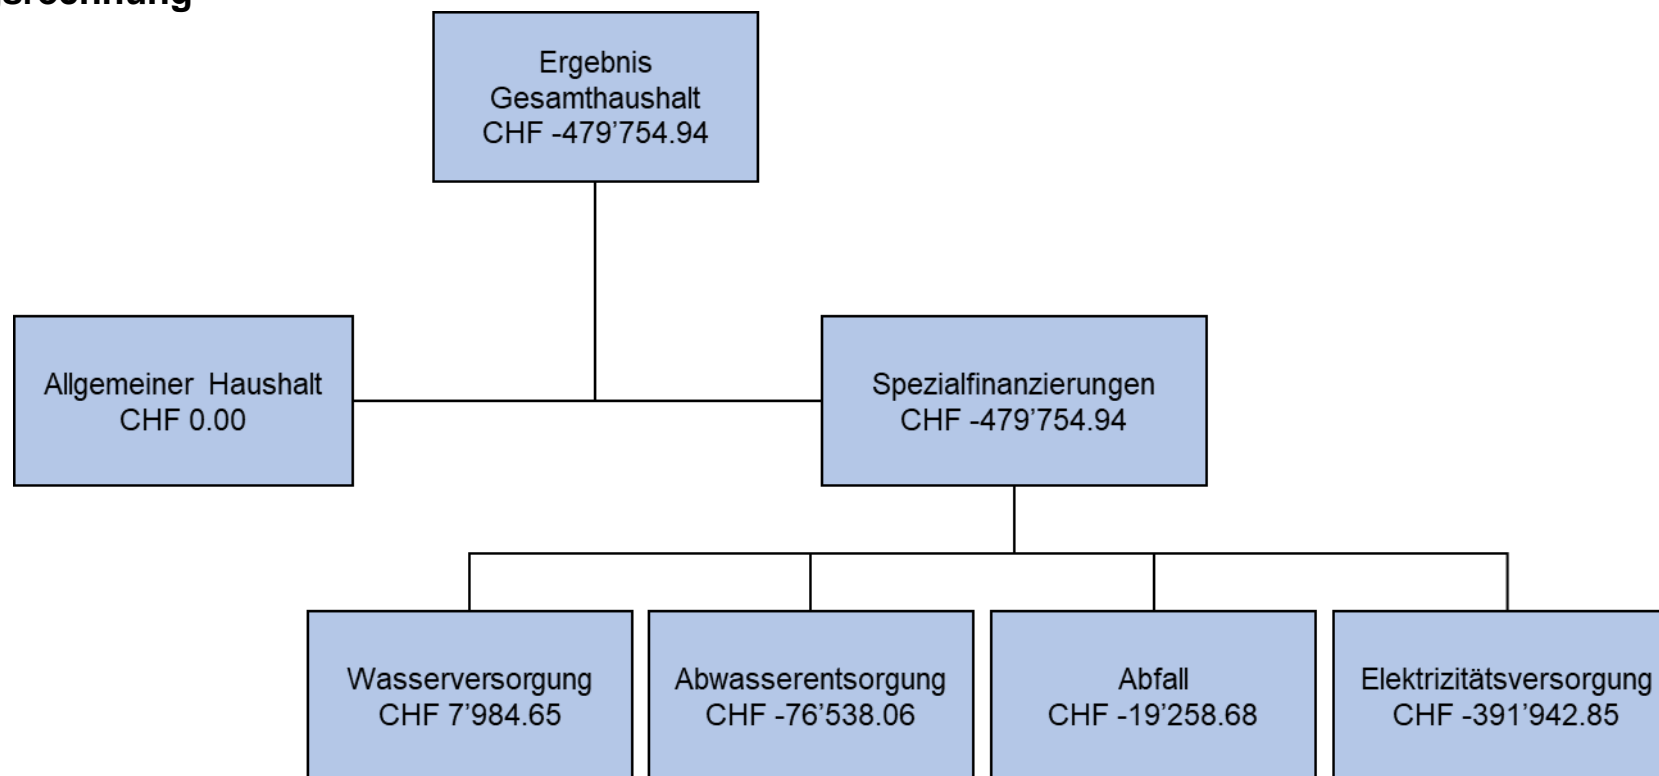 Ergebnis
Gesamthaushalt
CHF -479’754.94
Allgemeiner Haushalt
CHF 0.00
Spezialfinanzierungen
CHF -479’754.94
Wasserversorgung
CHF 7’984.65
Abwasserentsorgung
CHF -76’538.06
Abfall
CHF -19’258.68
Elektrizitätsversorgung
CHF -391’942.85